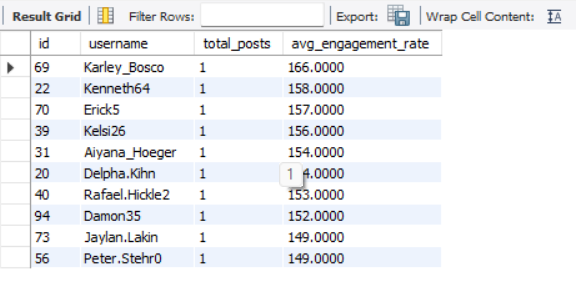 Result Grid Filter Rows: Export: Wrap Cell Content: IA
id username total_posts avg_engagement_rate
69 Karley_Bosco 1 166.0000
22 Kenneth64 1 158.0000
70 Erick5 1 157.0000
39 Kelsi26 1 156.0000
31 Aiyana_Hoeger 1 154.0000
20 Delpha.Kihn 1 1 4.0000
40 Rafael.Hickle2 1 153.0000
94 Damon35 1 152.0000
73 Jaylan.Lakin 1 149.0000
56 Peter.Stehr0 1 149.0000